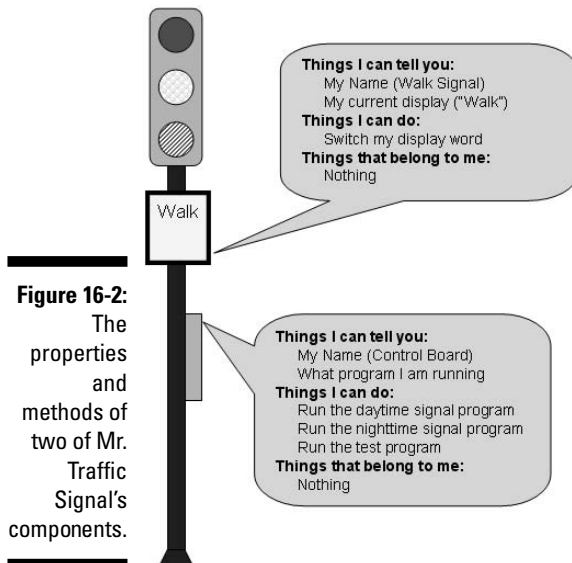 Things I can tell you:
My Name (Walk Signal)
My current display ("Walk")
Things I can do:
Switch my display word
Things that belong to me:
Nothing
Walk
Figure 16-2:
The
properties
and
methods of
two of Mr.
Traffic
Signal's
components.
Things I can tell you:
My Name (Control Board)
What program I am running
Things I can do:
Run the daytime signal program
Run the nighttime signal program
Run the test program
Things that belong to me:
Nothing